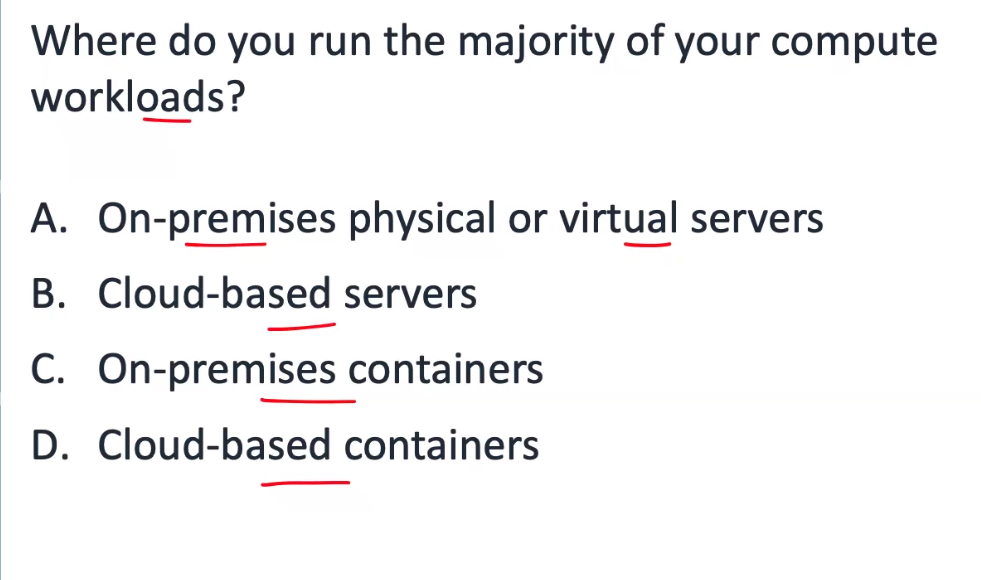 Where do you run the majority of your compute
workloads?
A. On-premises physical or virtual servers
B. Cloud-based servers
C. On-premises containers
D. Cloud-based containers